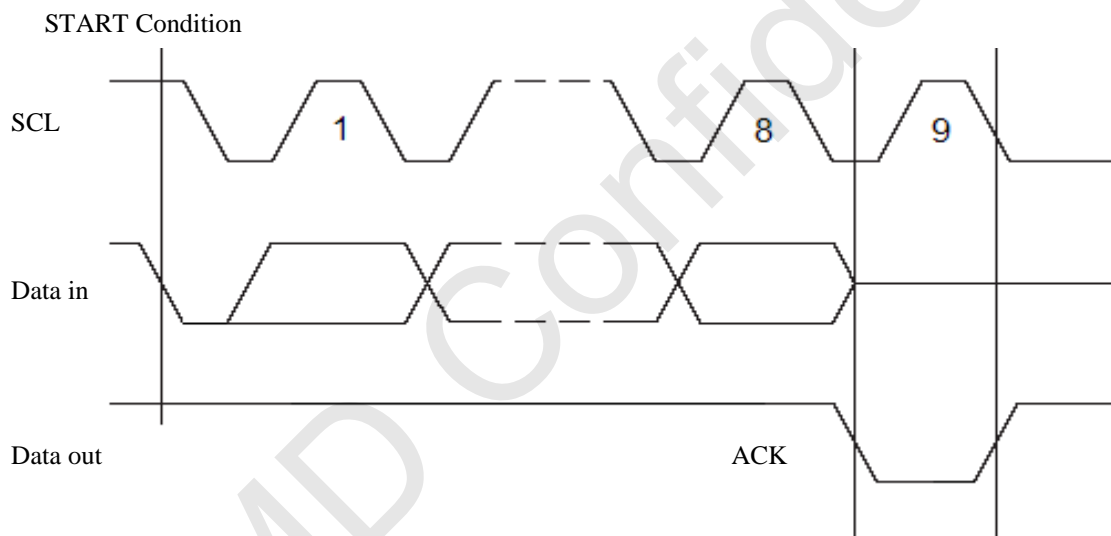 START Condition
SCL
1
8
9
Data in
Data out
ACK